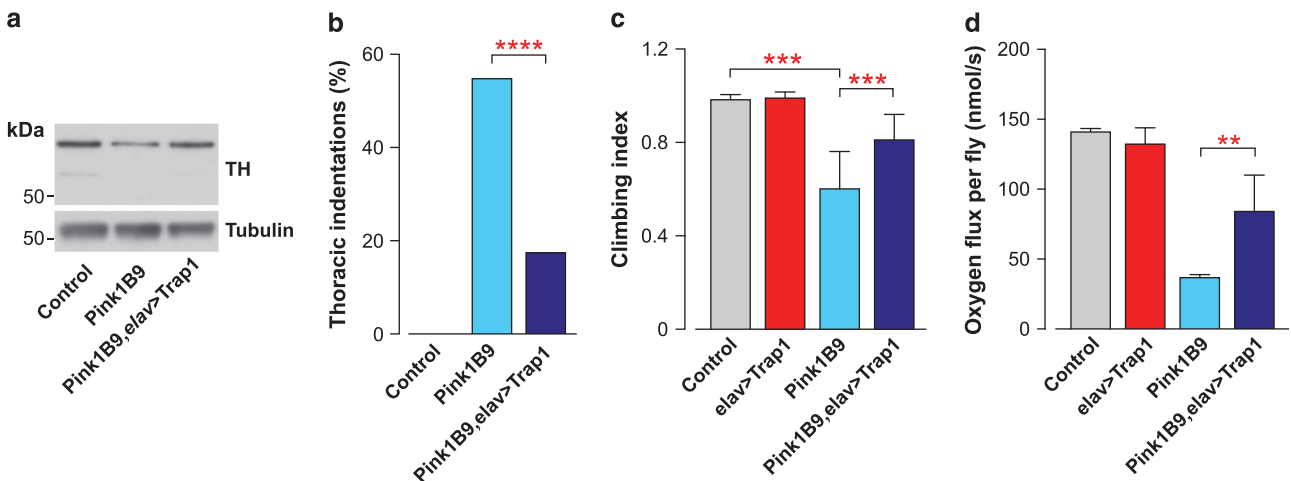 a
kDa
50
TH
50
Tubulin
Control
Pink1B9
Pink1B9,elav>Trap1
b
Thoracic indentations (%)
60
40
20
0
****
Control
Pink1B9
Pink1B9,elav>Trap1
c
Climbing index
1.2
0.8
0.4
0
***
***
Control
elav>Trap1
Pink1B9
Pink1B9,elav>Trap1
d
Oxygen flux per fly (nmol/s)
200
150
100
50
0
**
Control
elav>Trap1
Pink1B9
Pink1B9,elav>Trap1